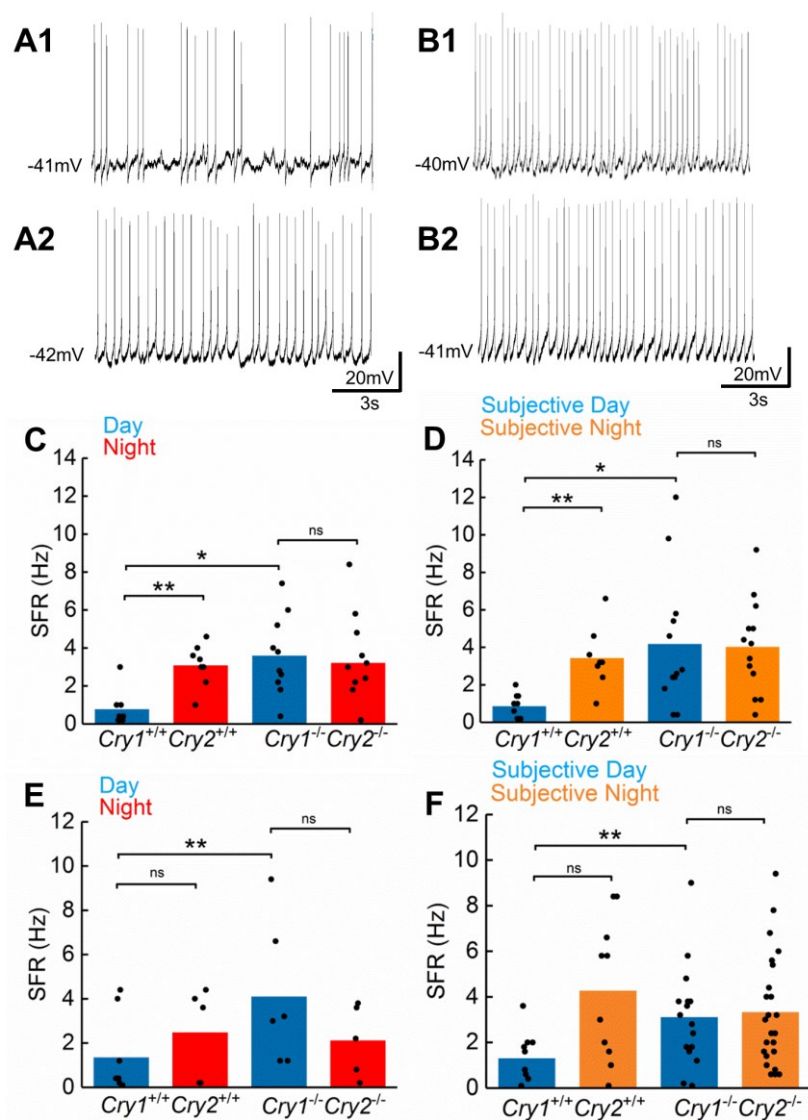 A1
B1
-41mV
-40mV
A2
B2
-42mV
-41mV
20mV
3s
20mV
3s
C
Day
Night
14
12
10
8
6
4
2
0
SFR (Hz)
*
**
ns
Cry1+/+Cry2+/+
Cry1-/-Cry2-/-
D
Subjective Day
Subjective Night
14
12
10
8
6
4
2
0
SFR (Hz)
*
**
ns
Cry1+/+Cry2+/+
Cry1-/-Cry2-/-
E
Day
Night
12
10
8
6
4
2
0
SFR (Hz)
**
ns
ns
Cry1+/+Cry2+/+
Cry1-/-Cry2-/-
F
Subjective Day
Subjective Night
12
10
8
6
4
2
0
SFR (Hz)
**
ns
ns
Cry1+/+Cry2+/+
Cry1-/-Cry2-/-